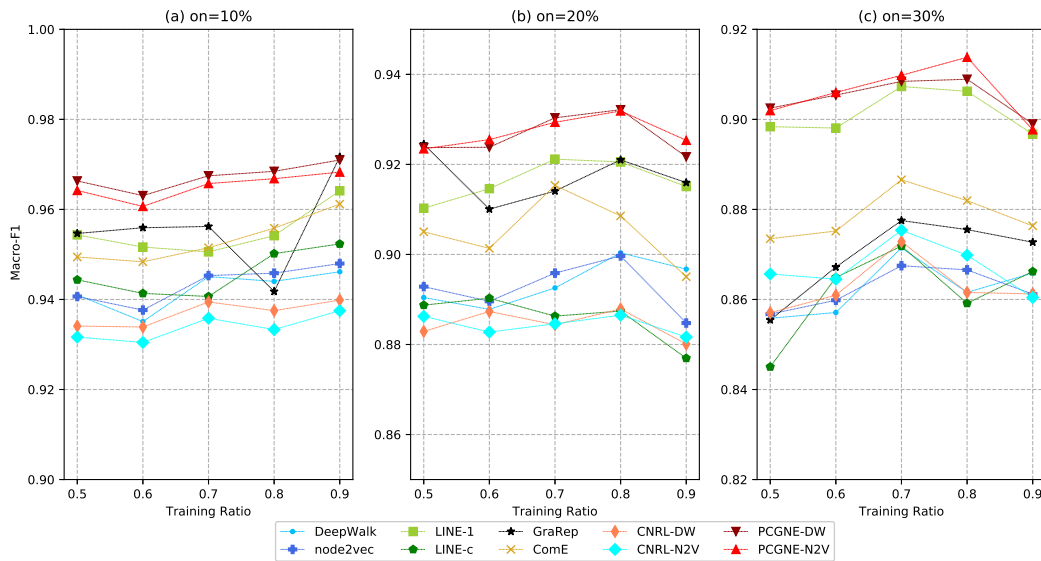 (a) on=10%
(b) on=20%
(c) on=30%
1.00
0.98
0.96
0.94
0.92
0.90
Macro-F1
0.5 0.6 0.7 0.8 0.9
Training Ratio
0.94
0.92
0.90
0.88
0.86
0.5 0.6 0.7 0.8 0.9
Training Ratio
0.92
0.90
0.88
0.86
0.84
0.82
0.5 0.6 0.7 0.8 0.9
Training Ratio
DeepWalk LINE-1 GraRep CNRL-DW PCGNE-DW
node2vec LINE-c ComE CNRL-N2V PCGNE-N2V